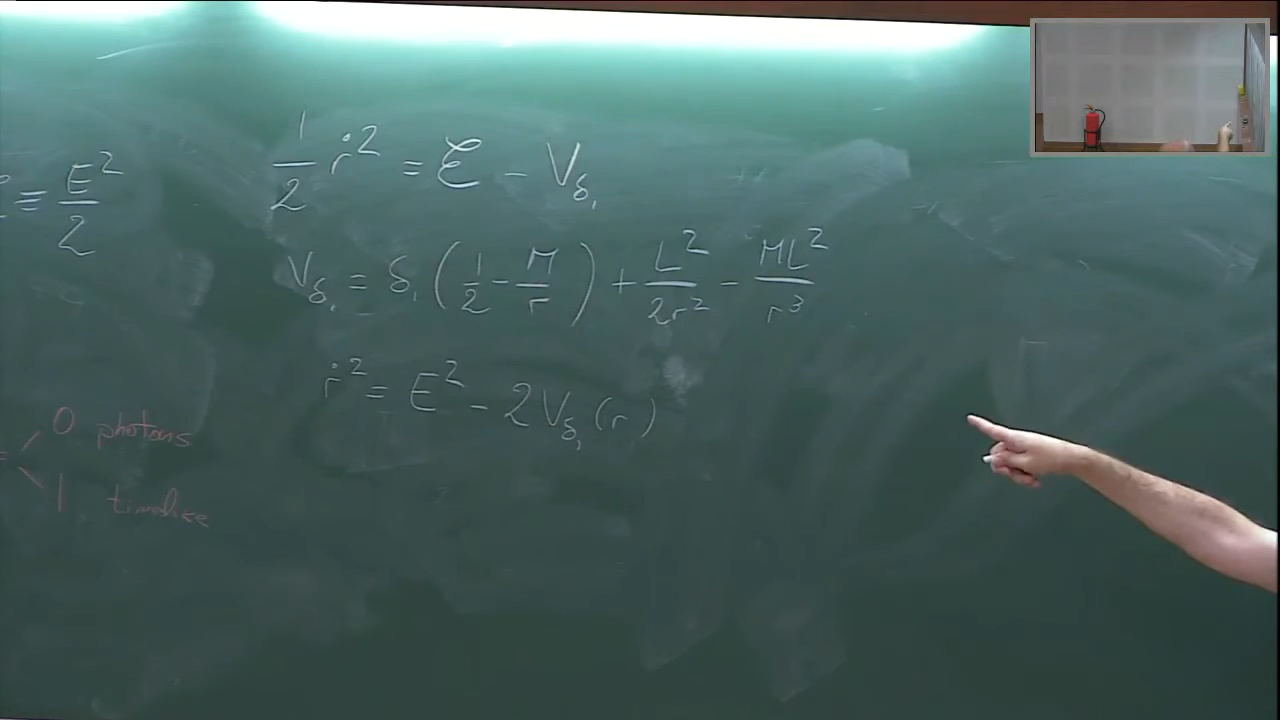 ℰ ≡ E²/2
1/2 ṙ² = ℰ - V_δ₁
V_δ₁ = δ₁ (1/2 - M/r) + L²/2r² - ML²/r³
ṙ² = E² - 2V_δ₁(r)
= 0 photons
1 timelike